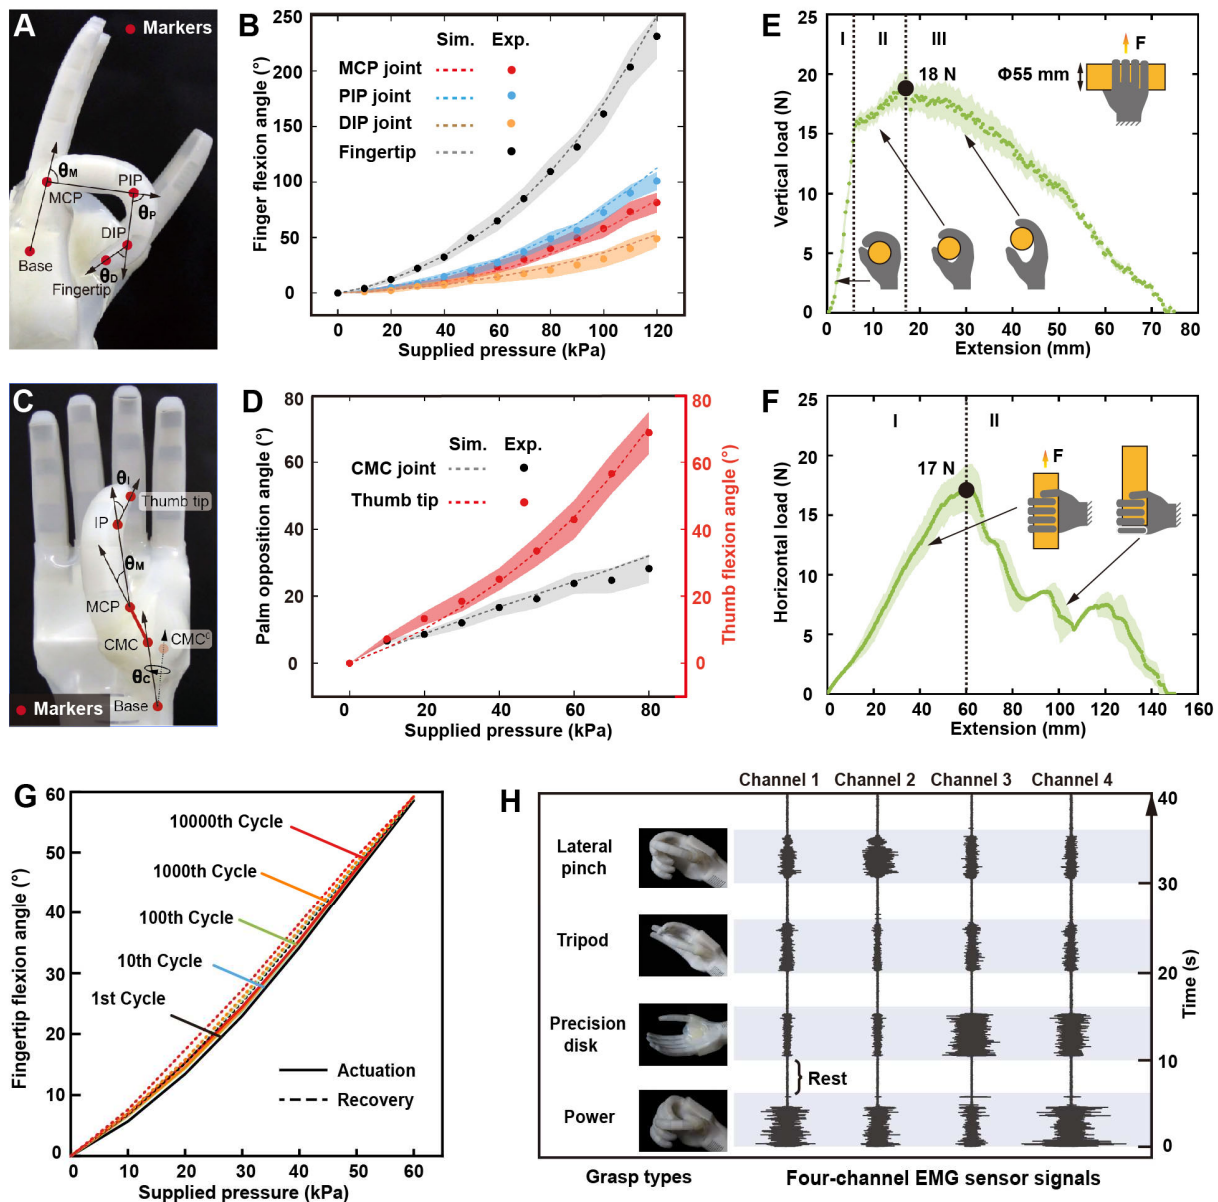 A
Markers
θM
PIP
MCP
θP
DIP
Base
θD
Fingertip
B
250
200
150
100
50
0
Finger flexion angle (°)
Sim. Exp.
MCP joint
PIP joint
DIP joint
Fingertip
0 20 40 60 80 100 120
Supplied pressure (kPa)
E
25
20
15
10
5
0
Vertical load (N)
I II III
18 N
F
Φ55 mm
0 10 20 30 40 50 60 70 80
Extension (mm)
C
θI
Thumb tip
IP
θM
MCP
CMC
CMC'
θC
Base
Markers
D
80
60
40
20
0
Palm opposition angle (°)
Sim. Exp.
CMC joint
Thumb tip
80
60
40
20
0
Thumb flexion angle (°)
0 20 40 60 80
Supplied pressure (kPa)
F
25
20
15
10
5
0
Horizontal load (N)
I II
17 N
F
0 20 40 60 80 100 120 140 160
Extension (mm)
G
60
50
40
30
20
10
0
Fingertip flexion angle (°)
10000th Cycle
1000th Cycle
100th Cycle
10th Cycle
1st Cycle
Actuation
Recovery
0 10 20 30 40 50 60
Supplied pressure (kPa)
H
Channel 1 Channel 2 Channel 3 Channel 4
Lateral
pinch
Tripod
Precision
disk
Power
Rest
40
30
20
10
0
Time (s)
Grasp types
Four-channel EMG sensor signals